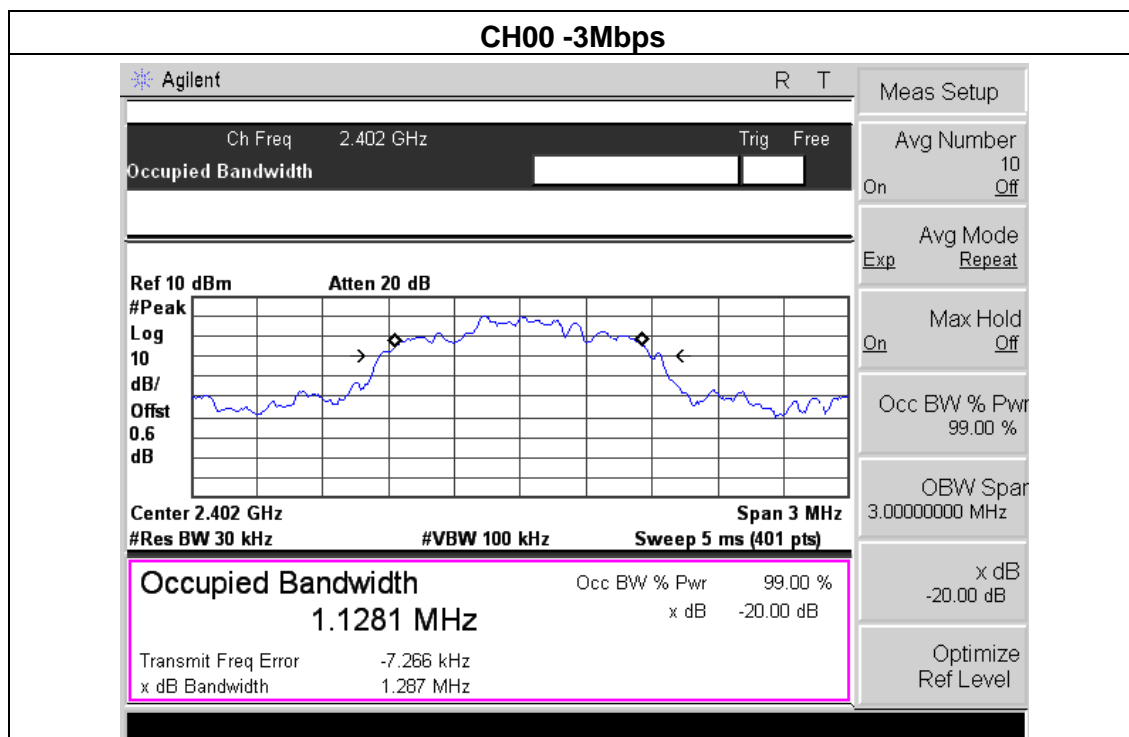 CH00 -3Mbps
Agilent R T
Ch Freq 2.402 GHz Trig Free
Occupied Bandwidth
Ref 10 dBm Atten 20 dB
#Peak
Log
10
dB/
Offst
0.6
dB
Center 2.402 GHz Span 3 MHz
#Res BW 30 kHz #VBW 100 kHz Sweep 5 ms (401 pts)
Occupied Bandwidth Occ BW % Pwr 99.00 %
1.1281 MHz x dB -20.00 dB
Transmit Freq Error -7.266 kHz
x dB Bandwidth 1.287 MHz
Meas Setup
Avg Number
10
On Off
Avg Mode
Exp Repeat
Max Hold
On Off
Occ BW % Pwr
99.00 %
OBW Span
3.00000000 MHz
x dB
-20.00 dB
Optimize
Ref Level